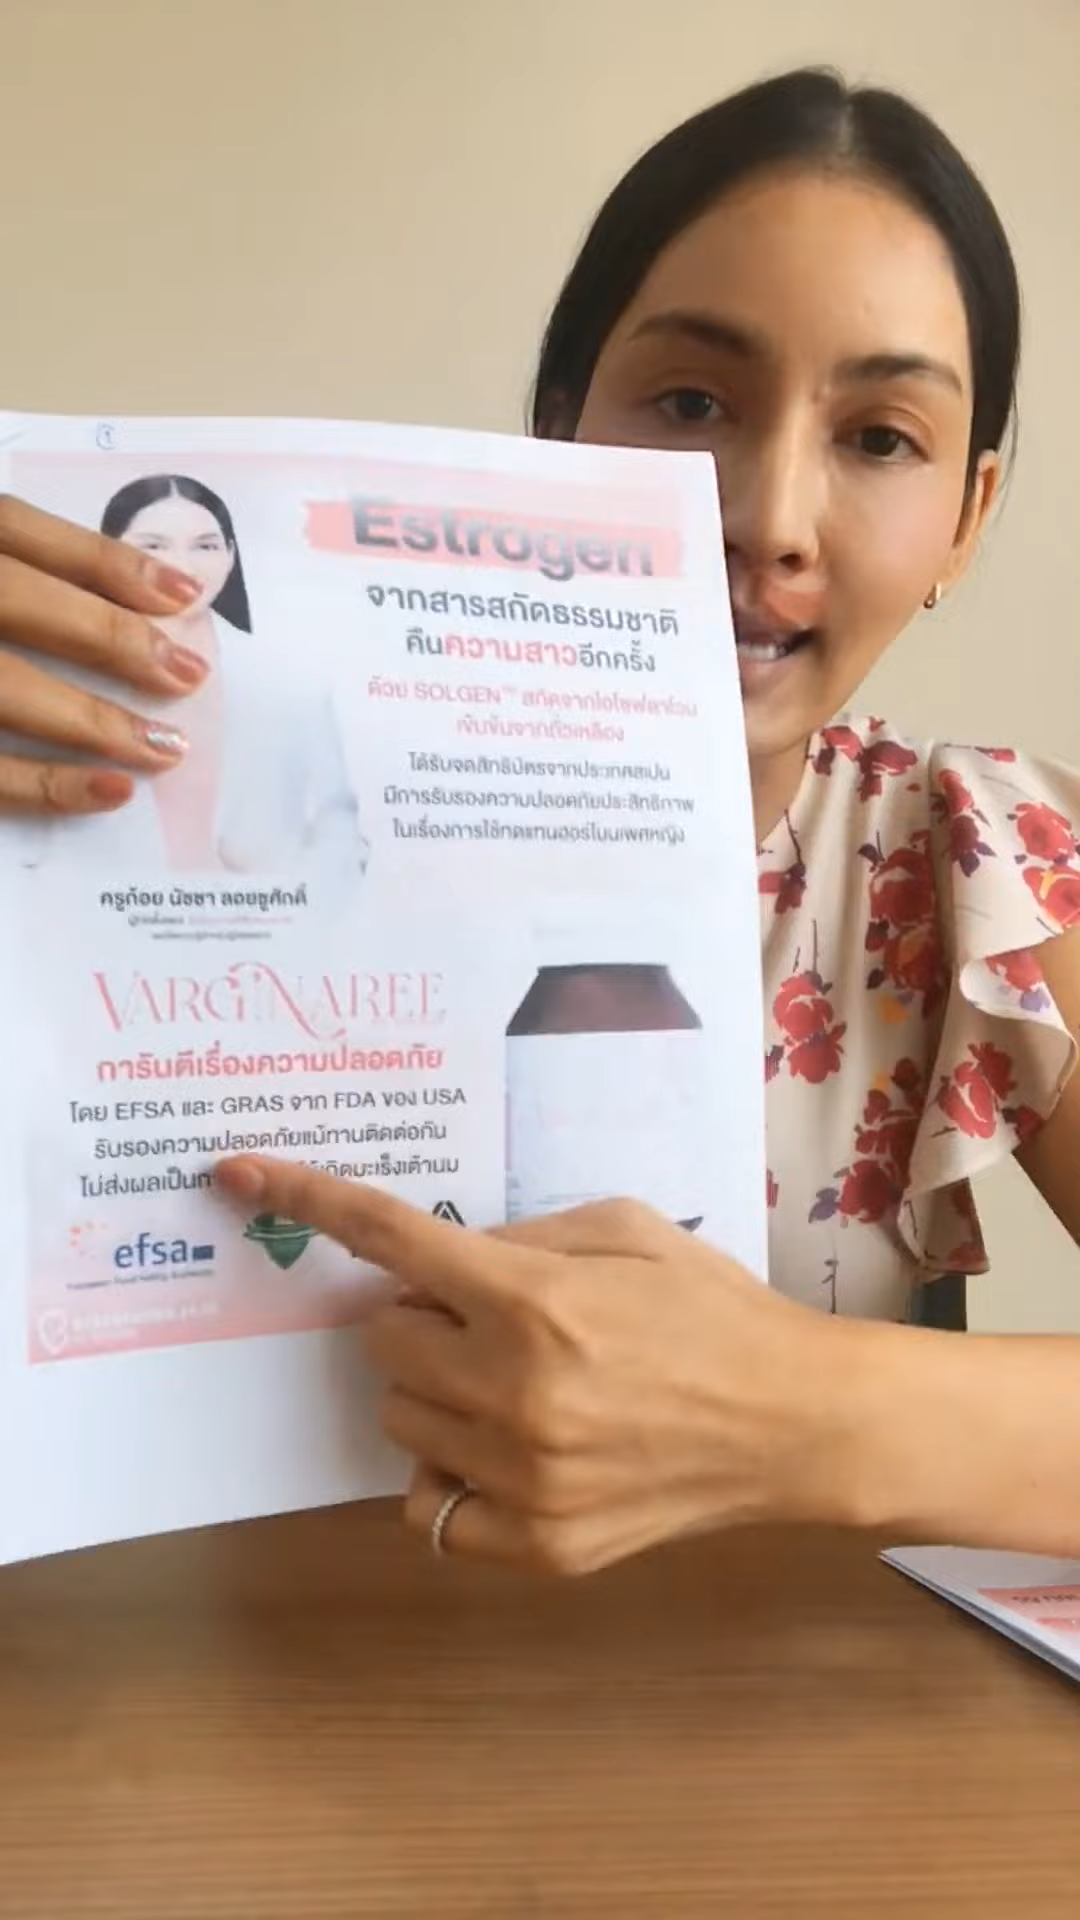 Estrogen
จากสารสกัดธรรมชาติ
คืนความสาวอีกครั้ง
ด้วย SOLGEN™ สกัดจากไอโซฟลาโวน
เข้มข้นจากถั่วเหลือง
ได้รับจดสิทธิบัตรจากประเทศสเปน
มีการรับรองความปลอดภัยประสิทธิภาพ
ในเรื่องการใช้ทดแทนฮอร์โมนเพศหญิง
ครูก้อย นัชชา ลอยชูศักดิ์
VARGINAREE
การันตีเรื่องความปลอดภัย
โดย EFSA และ GRAS จาก FDA ของ USA
รับรองความปลอดภัยแม้ทานติดต่อกัน
ไม่ส่งผลเป็น มะเร็งเต้านม
efsa